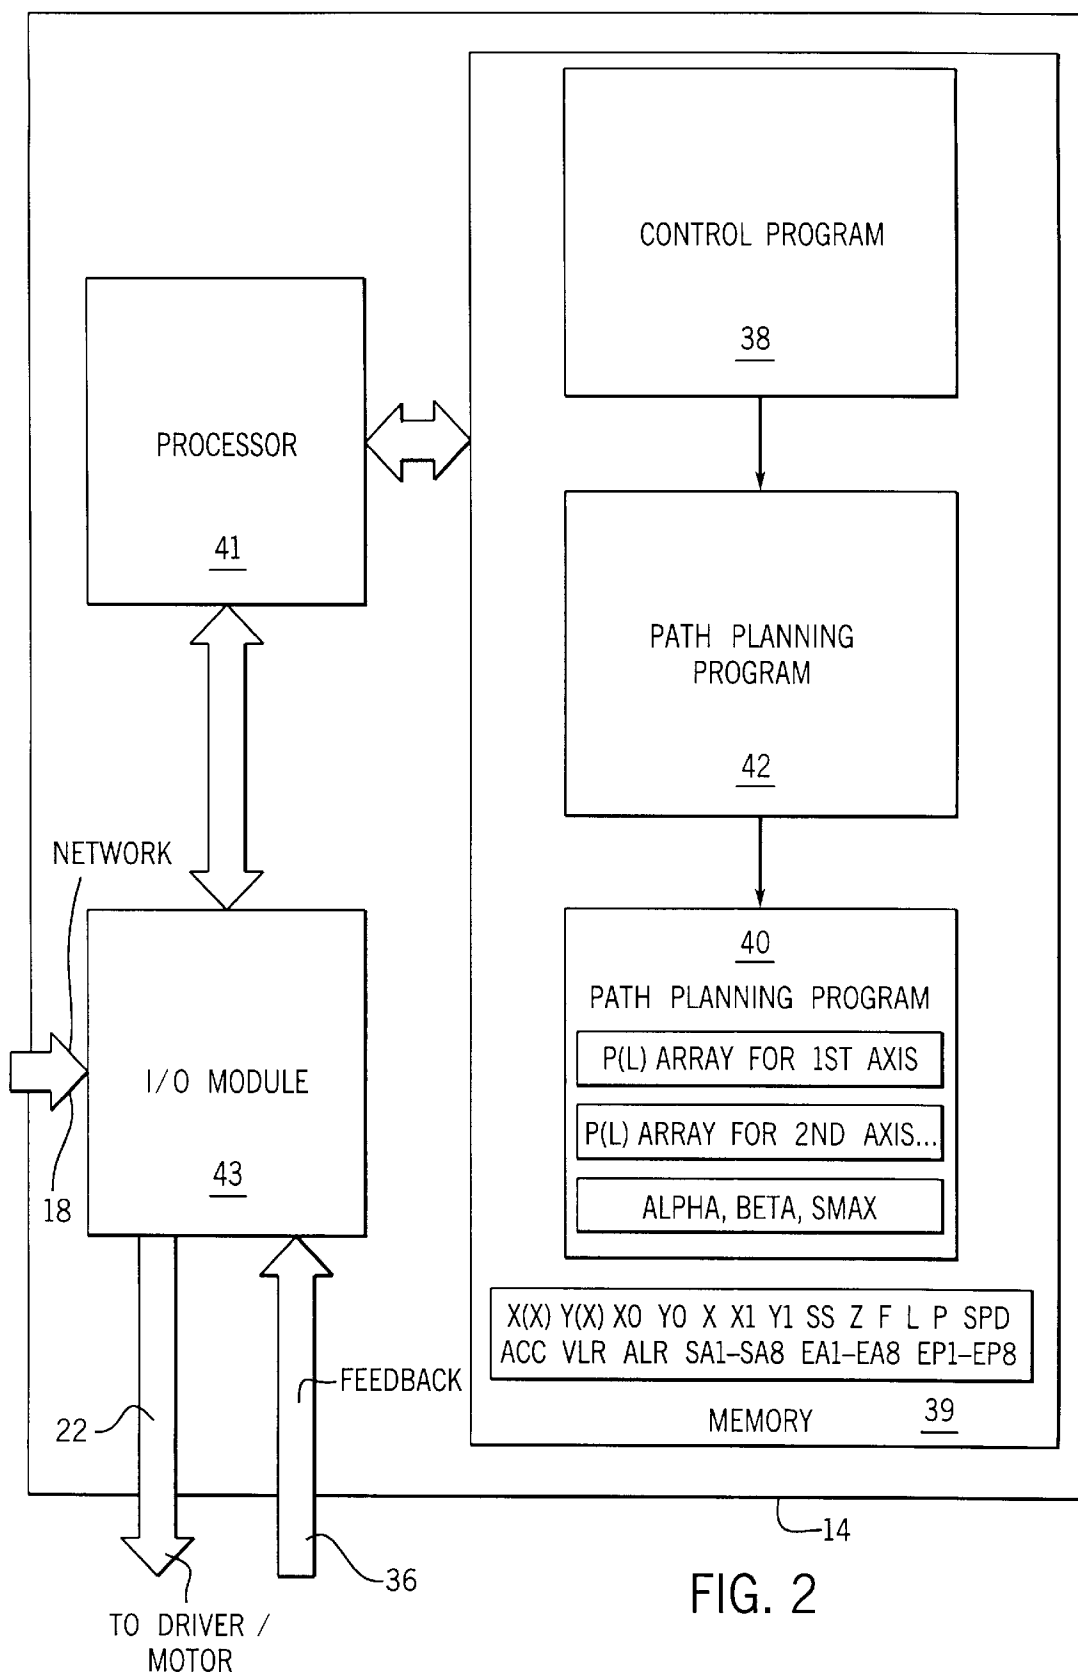 CONTROL PROGRAM
38
PROCESSOR
41
PATH PLANNING
PROGRAM
42
NETWORK
40
PATH PLANNING PROGRAM
P(L) ARRAY FOR 1ST AXIS
P(L) ARRAY FOR 2ND AXIS...
ALPHA, BETA, SMAX
I/O MODULE
43
18
X(X) Y(X) X0 Y0 X X1 Y1 SS Z F L P SPD
ACC VLR ALR SA1–SA8 EA1–EA8 EP1–EP8
MEMORY 39
FEEDBACK
22
14
36
TO DRIVER /
MOTOR
FIG. 2